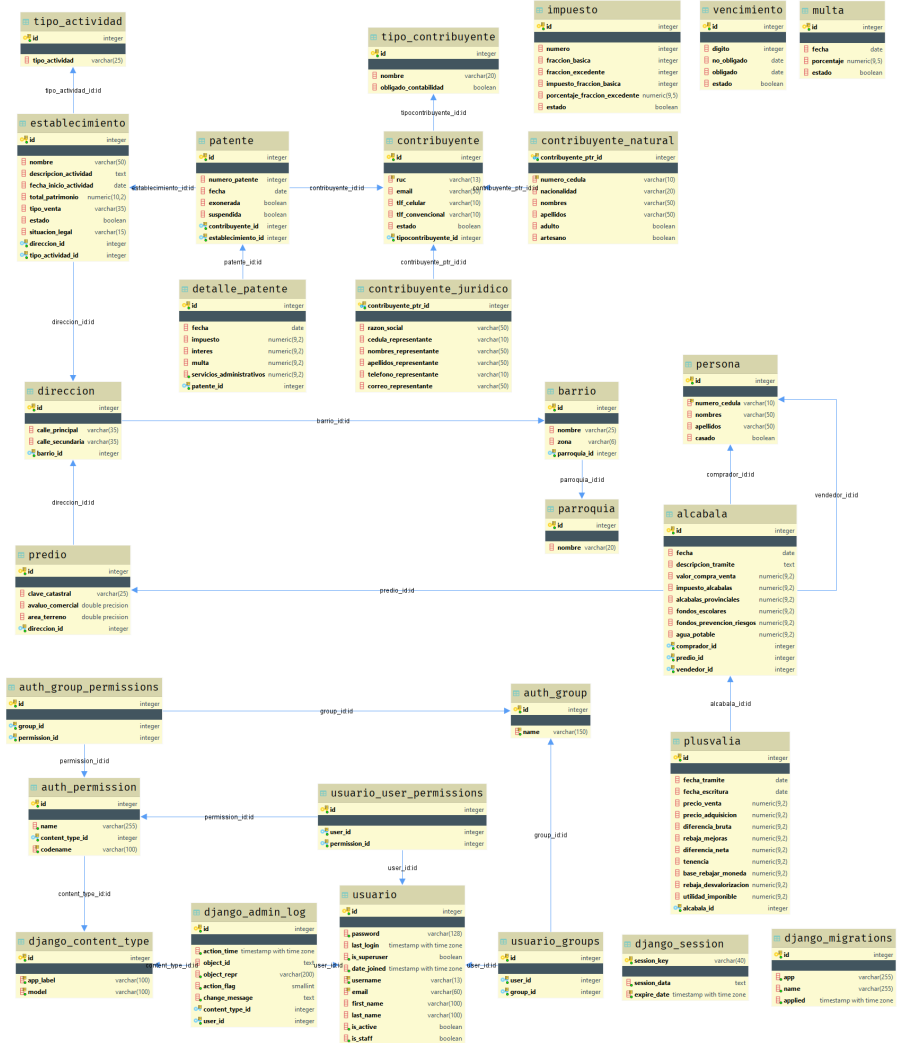 tipo_actividad
id integer
tipo_actividad varchar(25)
tipo_actividad_id:id
tipo_contribuyente
id integer
nombre varchar(20)
obligado_contabilidad boolean
tipocontribuyente_id:id
impuesto
id integer
numero integer
fraccion_basica integer
fraccion_excedente integer
impuesto_fraccion_basica integer
porcentaje_fraccion_excedente numeric(9,5)
estado boolean
vencimiento
id integer
digito integer
no_obligado date
obligado date
estado boolean
multa
id integer
fecha date
porcentaje numeric(9,5)
estado boolean
establecimiento
id integer
nombre varchar(50)
descripcion_actividad text
fecha_inicio_actividad date
total_patrimonio numeric(10,2)
tipo_venta varchar(35)
estado boolean
situacion_legal varchar(15)
direccion_id integer
tipo_actividad_id integer
establecimiento_id:id
patente
id integer
numero_patente integer
fecha date
exonerada boolean
suspendida boolean
contribuyente_id integer
establecimiento_id integer
contribuyente_id:id
contribuyente
id integer
ruc varchar(13)
email varchar(50)
tlf_celular varchar(10)
tlf_convencional varchar(10)
estado boolean
tipocontribuyente_id integer
contribuyente_ptr_id:id
contribuyente_natural
contribuyente_ptr_id integer
numero_cedula varchar(10)
nacionalidad varchar(20)
nombres varchar(50)
apellidos varchar(50)
adulto boolean
artesano boolean
patente_id:id
contribuyente_ptr_id:id
detalle_patente
id integer
fecha date
impuesto numeric(9,2)
interes numeric(9,2)
multa numeric(9,2)
servicios_administrativos numeric(9,2)
patente_id integer
contribuyente_juridico
contribuyente_ptr_id integer
razon_social varchar(50)
cedula_representante varchar(10)
nombres_representante varchar(50)
apellidos_representante varchar(50)
telefono_representante varchar(10)
correo_representante varchar(50)
direccion_id:id
direccion
id integer
calle_principal varchar(35)
calle_secundaria varchar(35)
barrio_id integer
barrio_id:id
barrio
id integer
nombre varchar(25)
zona varchar(6)
parroquia_id integer
parroquia_id:id
parroquia
id integer
nombre varchar(20)
persona
id integer
numero_cedula varchar(10)
nombres varchar(50)
apellidos varchar(50)
casado boolean
comprador_id:id
vendedor_id:id
direccion_id:id
predio
id integer
clave_catastral varchar(25)
avaluo_comercial double precision
area_terreno double precision
direccion_id integer
predio_id:id
alcabala
id integer
fecha date
descripcion_tramite text
valor_compra_venta numeric(9,2)
impuesto_alcabalas numeric(9,2)
alcabalas_provinciales numeric(9,2)
fondos_escolares numeric(9,2)
fondos_prevencion_riesgos numeric(9,2)
agua_potable numeric(9,2)
comprador_id integer
predio_id integer
vendedor_id integer
alcabala_id:id
plusvalia
id integer
fecha_tramite date
fecha_escritura date
precio_venta numeric(9,2)
precio_adquisicion numeric(9,2)
diferencia_bruta numeric(9,2)
rebaja_mejoras numeric(9,2)
diferencia_neta numeric(9,2)
tenencia numeric(9,2)
base_rebajar_moneda numeric(9,2)
rebaja_desvalorizacion numeric(9,2)
utilidad_imponible numeric(9,2)
alcabala_id integer
auth_group_permissions
id integer
group_id integer
permission_id integer
group_id:id
auth_group
id integer
name varchar(150)
permission_id:id
auth_permission
id integer
name varchar(255)
content_type_id integer
codename varchar(100)
permission_id:id
usuario_user_permissions
id integer
user_id integer
permission_id integer
group_id:id
user_id:id
content_type_id:id
django_content_type
id integer
app_label varchar(100)
model varchar(100)
content_type_id:id
django_admin_log
id integer
action_time timestamp with time zone
object_id text
object_repr varchar(200)
action_flag smallint
change_message text
content_type_id integer
user_id integer
user_id:id
usuario
id integer
password varchar(128)
last_login timestamp with time zone
is_superuser boolean
date_joined timestamp with time zone
username varchar(13)
email varchar(60)
first_name varchar(100)
last_name varchar(100)
is_active boolean
is_staff boolean
user_id:id
usuario_groups
id integer
user_id integer
group_id integer
django_session
session_key varchar(40)
session_data text
expire_date timestamp with time zone
django_migrations
id integer
app varchar(255)
name varchar(255)
applied timestamp with time zone